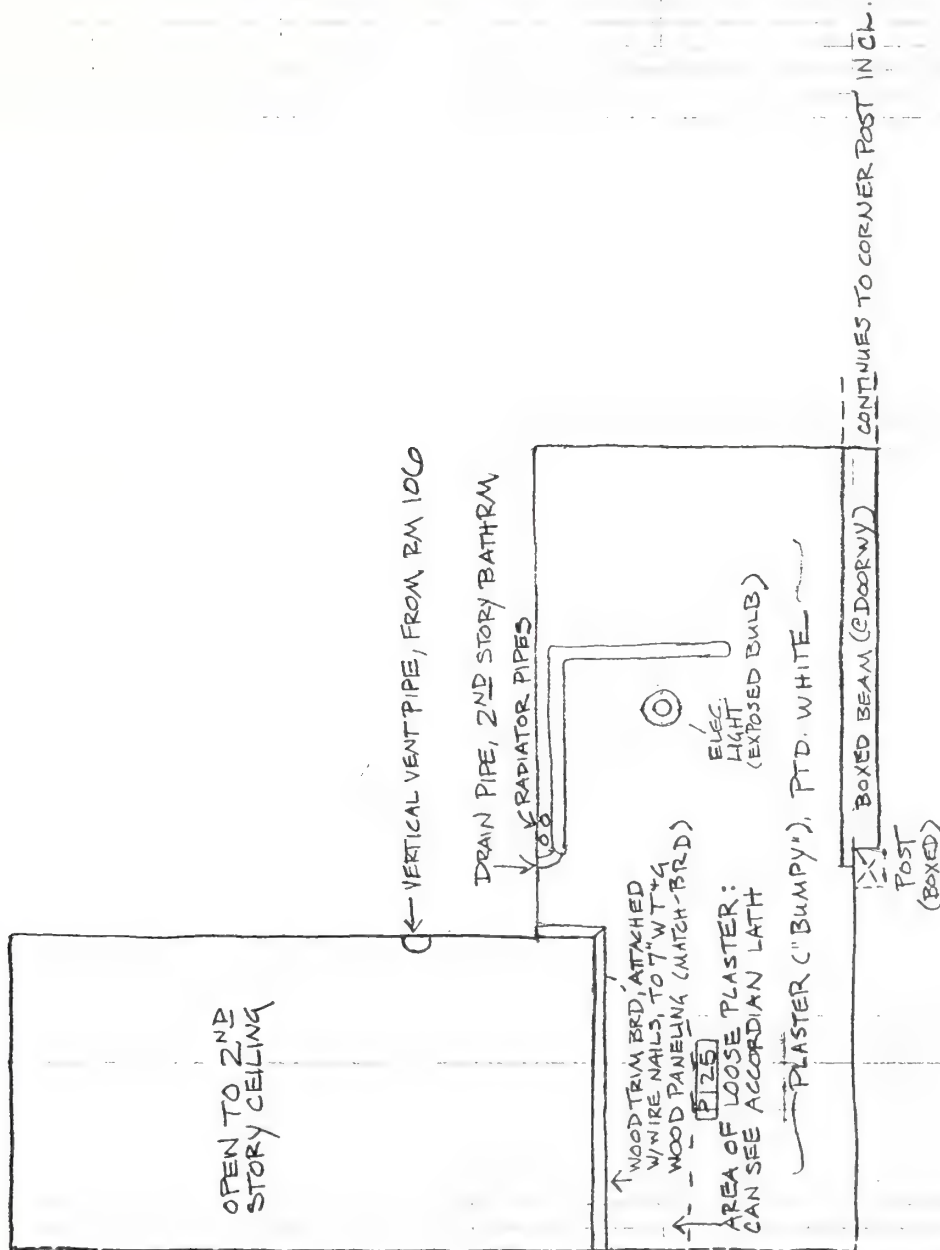 OPEN TO 2ND
STORY CEILING
← VERTICAL VENT PIPE, FROM RM 106
DRAIN PIPE, 2ND STORY BATHRM
RADIATOR PIPES
WOOD TRIM BRD, ATTACHED
W/WIRE NAILS, TO 7" W T+G
WOOD PANELING (MATCH-BRD)
P125
AREA OF LOOSE PLASTER:
CAN SEE ACCORDIAN LATH
ELEC.
LIGHT
(EXPOSED BULB)
PLASTER ("BUMPY"), PTD. WHITE
BOXED BEAM (@DOORWY)
CONTINUES TO CORNER POST IN CL.
POST
(BOXED)